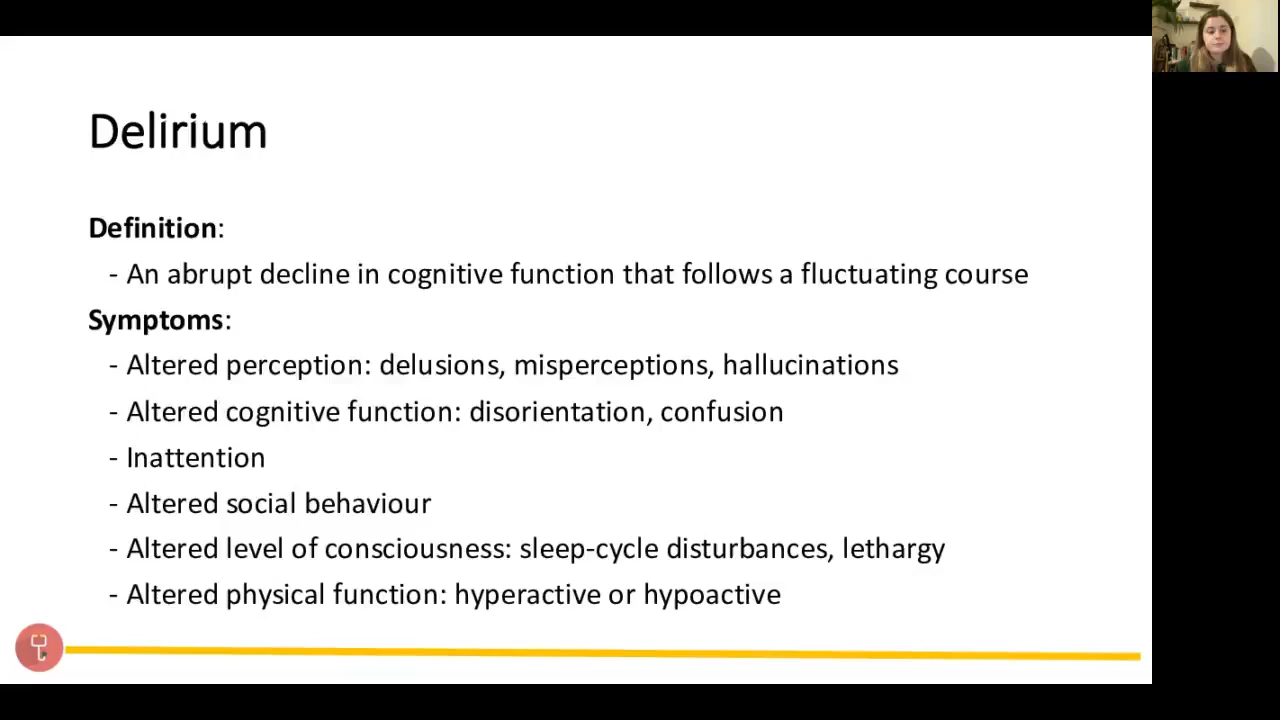 Delirium
Definition:
- An abrupt decline in cognitive function that follows a fluctuating course
Symptoms:
- Altered perception: delusions, misperceptions, hallucinations
- Altered cognitive function: disorientation, confusion
- Inattention
- Altered social behaviour
- Altered level of consciousness: sleep-cycle disturbances, lethargy
- Altered physical function: hyperactive or hypoactive